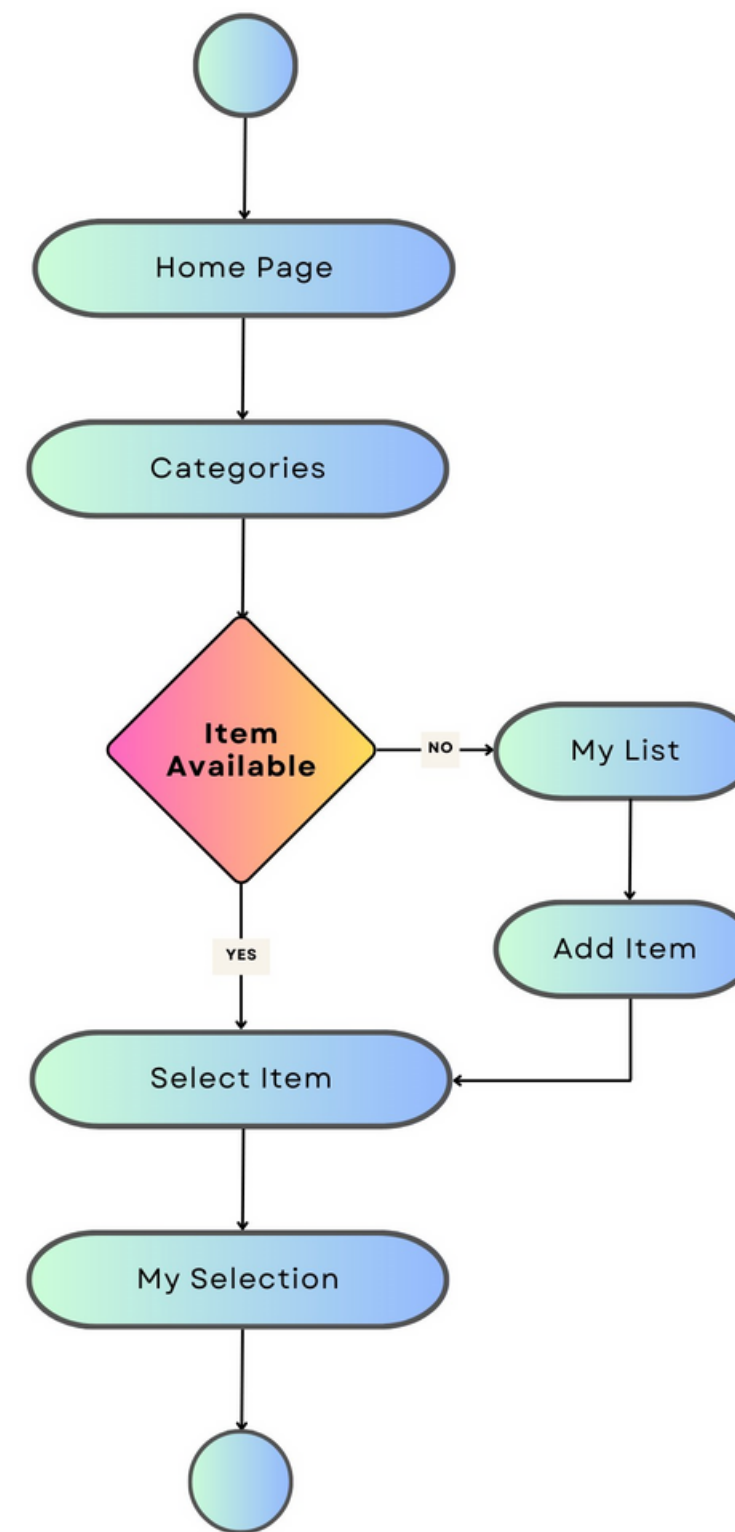 Home Page
Categories
Item
Available
NO
My List
Add Item
YES
Select Item
My Selection